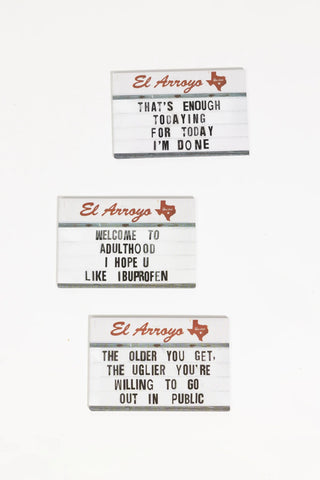 El Arroyo
THAT'S ENOUGH
TODAYING
FOR TODAY
I'M DONE
El Arroyo
WELCOME TO
ADULTHOOD
I HOPE U
LIKE IBUPROFEN
El Arroyo
THE OLDER YOU GET,
THE UGLIER YOU'RE
WILLING TO GO
OUT IN PUBLIC